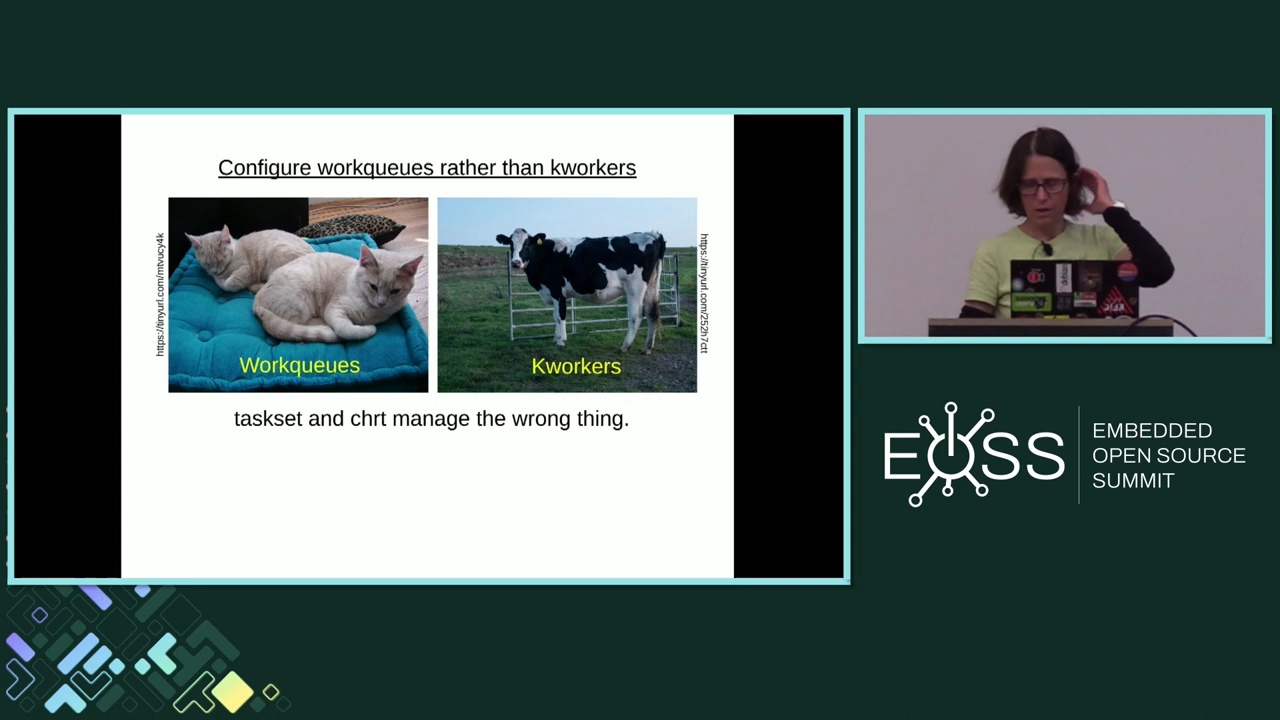 Configure workqueues rather than kworkers
https://tinyurl.com/mtvucy4k
Workqueues
Kworkers
https://tinyurl.com/252h7ctt
taskset and chrt manage the wrong thing.
EOSS
EMBEDDED
OPEN SOURCE
SUMMIT